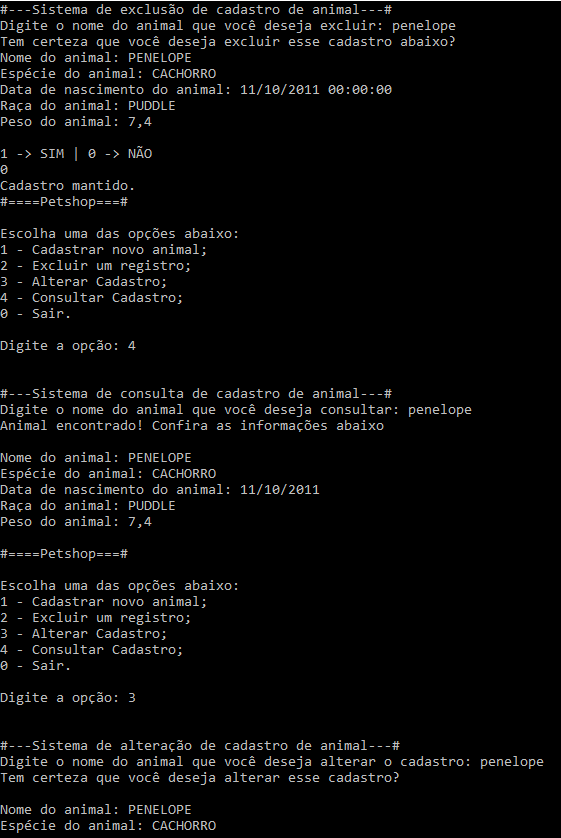 #---Sistema de exclusão de cadastro de animal---#
Digite o nome do animal que você deseja excluir: penelope
Tem certeza que você deseja excluir esse cadastro abaixo?
Nome do animal: PENELOPE
Espécie do animal: CACHORRO
Data de nascimento do animal: 11/10/2011 00:00:00
Raça do animal: PUDDLE
Peso do animal: 7,4
1 -> SIM | 0 -> NÃO
0
Cadastro mantido.
#====Petshop===#
Escolha uma das opções abaixo:
1 - Cadastrar novo animal;
2 - Excluir um registro;
3 - Alterar Cadastro;
4 - Consultar Cadastro;
0 - Sair.
Digite a opção: 4
#---Sistema de consulta de cadastro de animal---#
Digite o nome do animal que você deseja consultar: penelope
Animal encontrado! Confira as informações abaixo
Nome do animal: PENELOPE
Espécie do animal: CACHORRO
Data de nascimento do animal: 11/10/2011
Raça do animal: PUDDLE
Peso do animal: 7,4
#====Petshop===#
Escolha uma das opções abaixo:
1 - Cadastrar novo animal;
2 - Excluir um registro;
3 - Alterar Cadastro;
4 - Consultar Cadastro;
0 - Sair.
Digite a opção: 3
#---Sistema de alteração de cadastro de animal---#
Digite o nome do animal que você deseja alterar o cadastro: penelope
Tem certeza que você deseja alterar esse cadastro?
Nome do animal: PENELOPE
Espécie do animal: CACHORRO